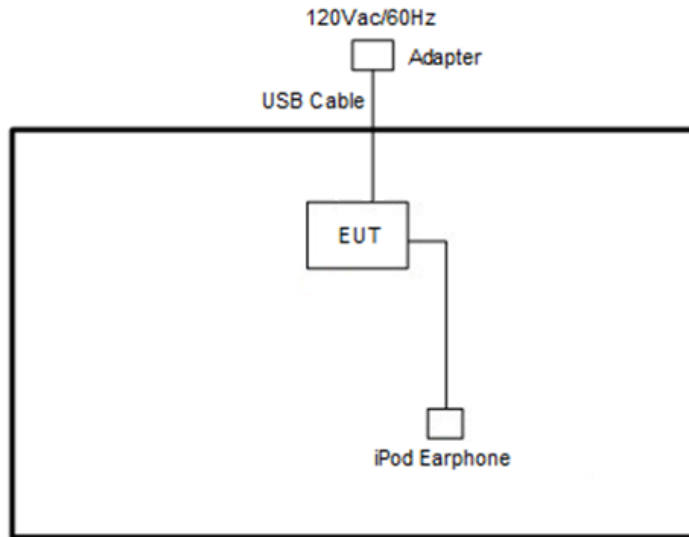 120Vac/60Hz
Adapter
USB Cable
EUT
iPod Earphone